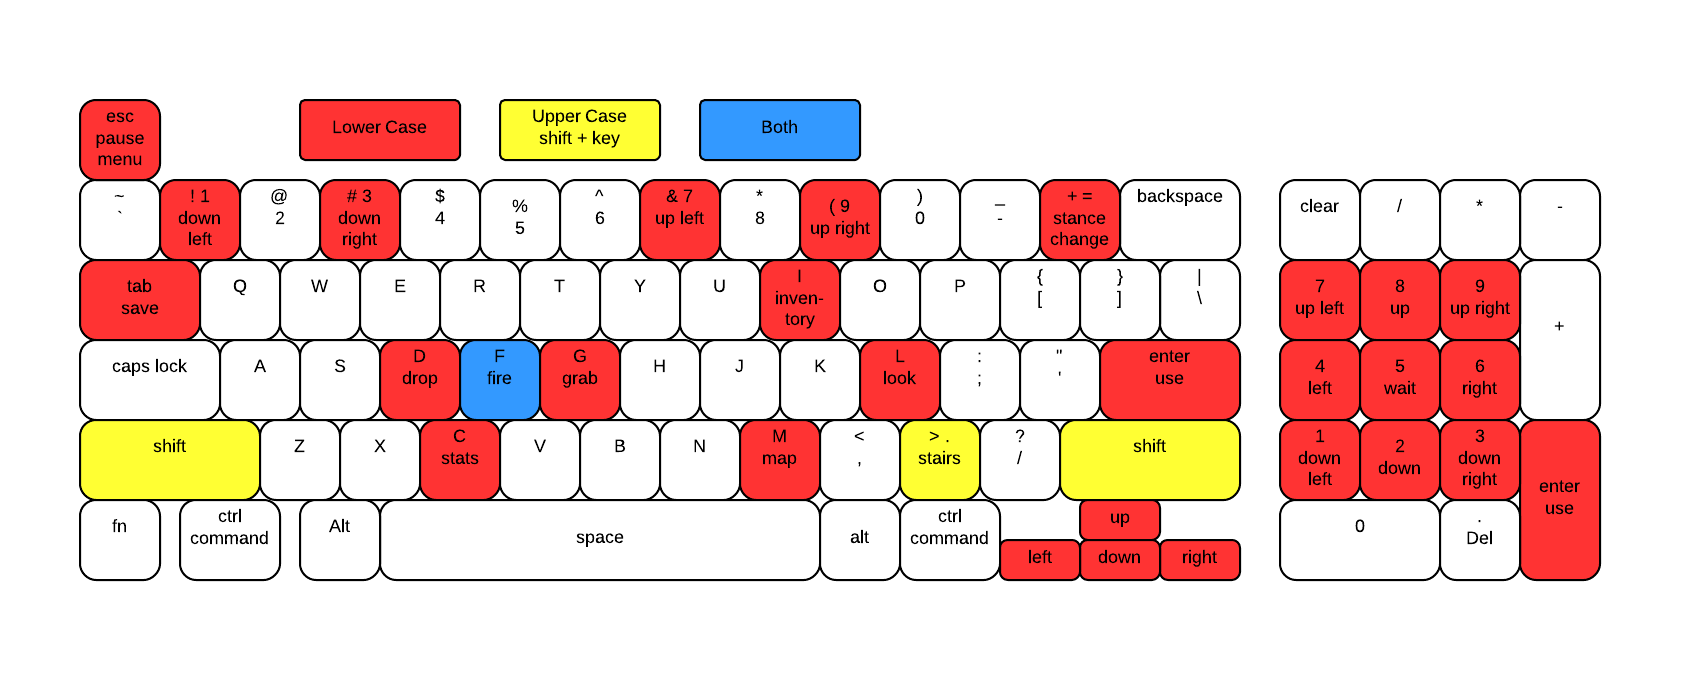 esc
pause
menu
Lower Case
Upper Case
shift + key
Both
~
`
! 1
down
left
@
2
# 3
down
right
$
4
%
5
^
6
& 7
up left
*
8
( 9
up right
)
0
_
-
+ =
stance
change
backspace
clear
/
*
-
tab
save
Q
W
E
R
T
Y
U
I
inven-
tory
O
P
{
[
}
]
|
\
7
up left
8
up
9
up right
+
caps lock
A
S
D
drop
F
fire
G
grab
H
J
K
L
look
:
;
"
'
enter
use
4
left
5
wait
6
right
shift
Z
X
C
stats
V
B
N
M
map
<
,
> .
stairs
?
/
shift
1
down
left
2
down
3
down
right
enter
use
fn
ctrl
command
Alt
space
alt
ctrl
command
up
left
down
right
0
.
Del